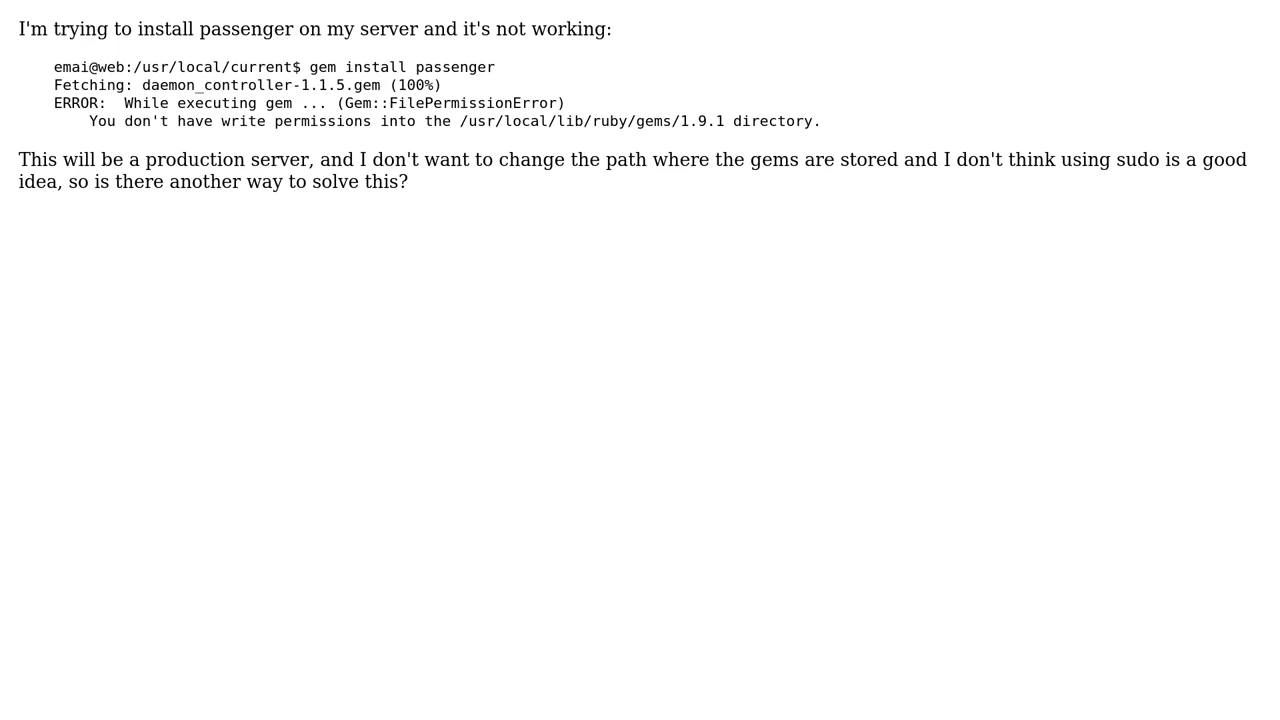 I'm trying to install passenger on my server and it's not working:
emai@web:/usr/local/current$ gem install passenger
Fetching: daemon_controller-1.1.5.gem (100%)
ERROR:  While executing gem ... (Gem::FilePermissionError)
    You don't have write permissions into the /usr/local/lib/ruby/gems/1.9.1 directory.
This will be a production server, and I don't want to change the path where the gems are stored and I don't think using sudo is a good
idea, so is there another way to solve this?